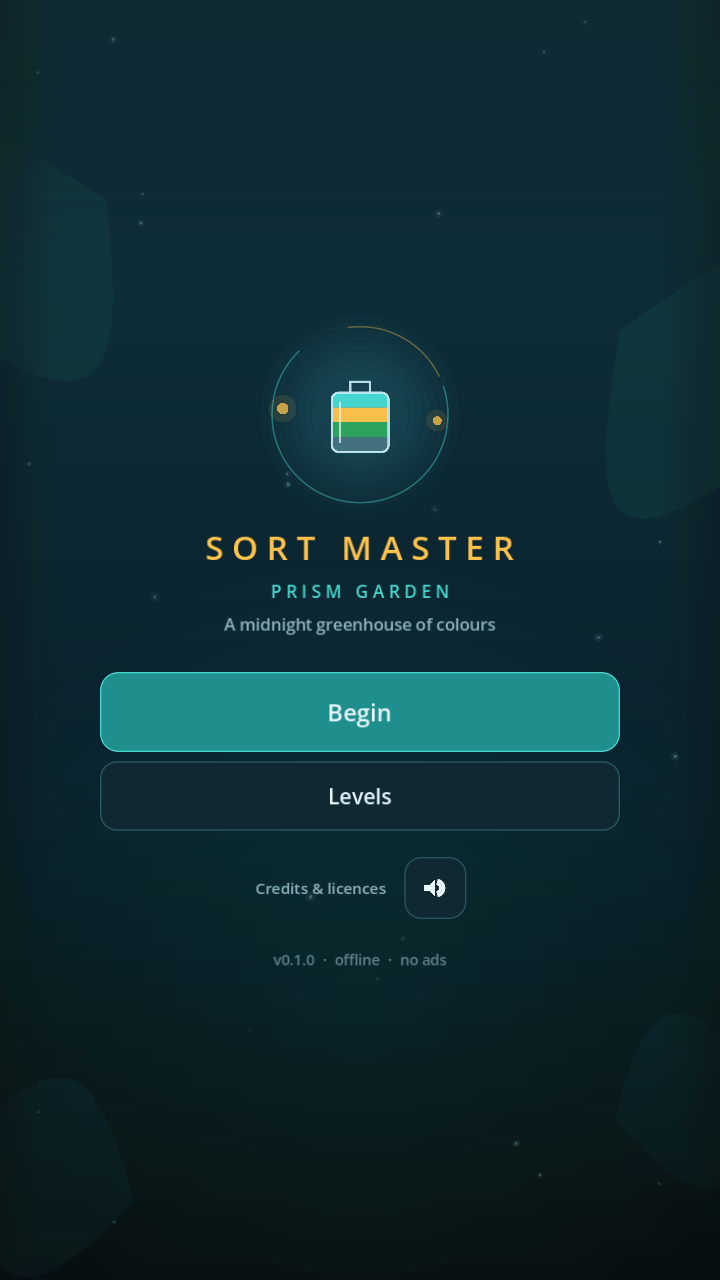 SORT MASTER
PRISM GARDEN
A midnight greenhouse of colours
Begin
Levels
Credits & licences
v0.1.0 · offline · no ads